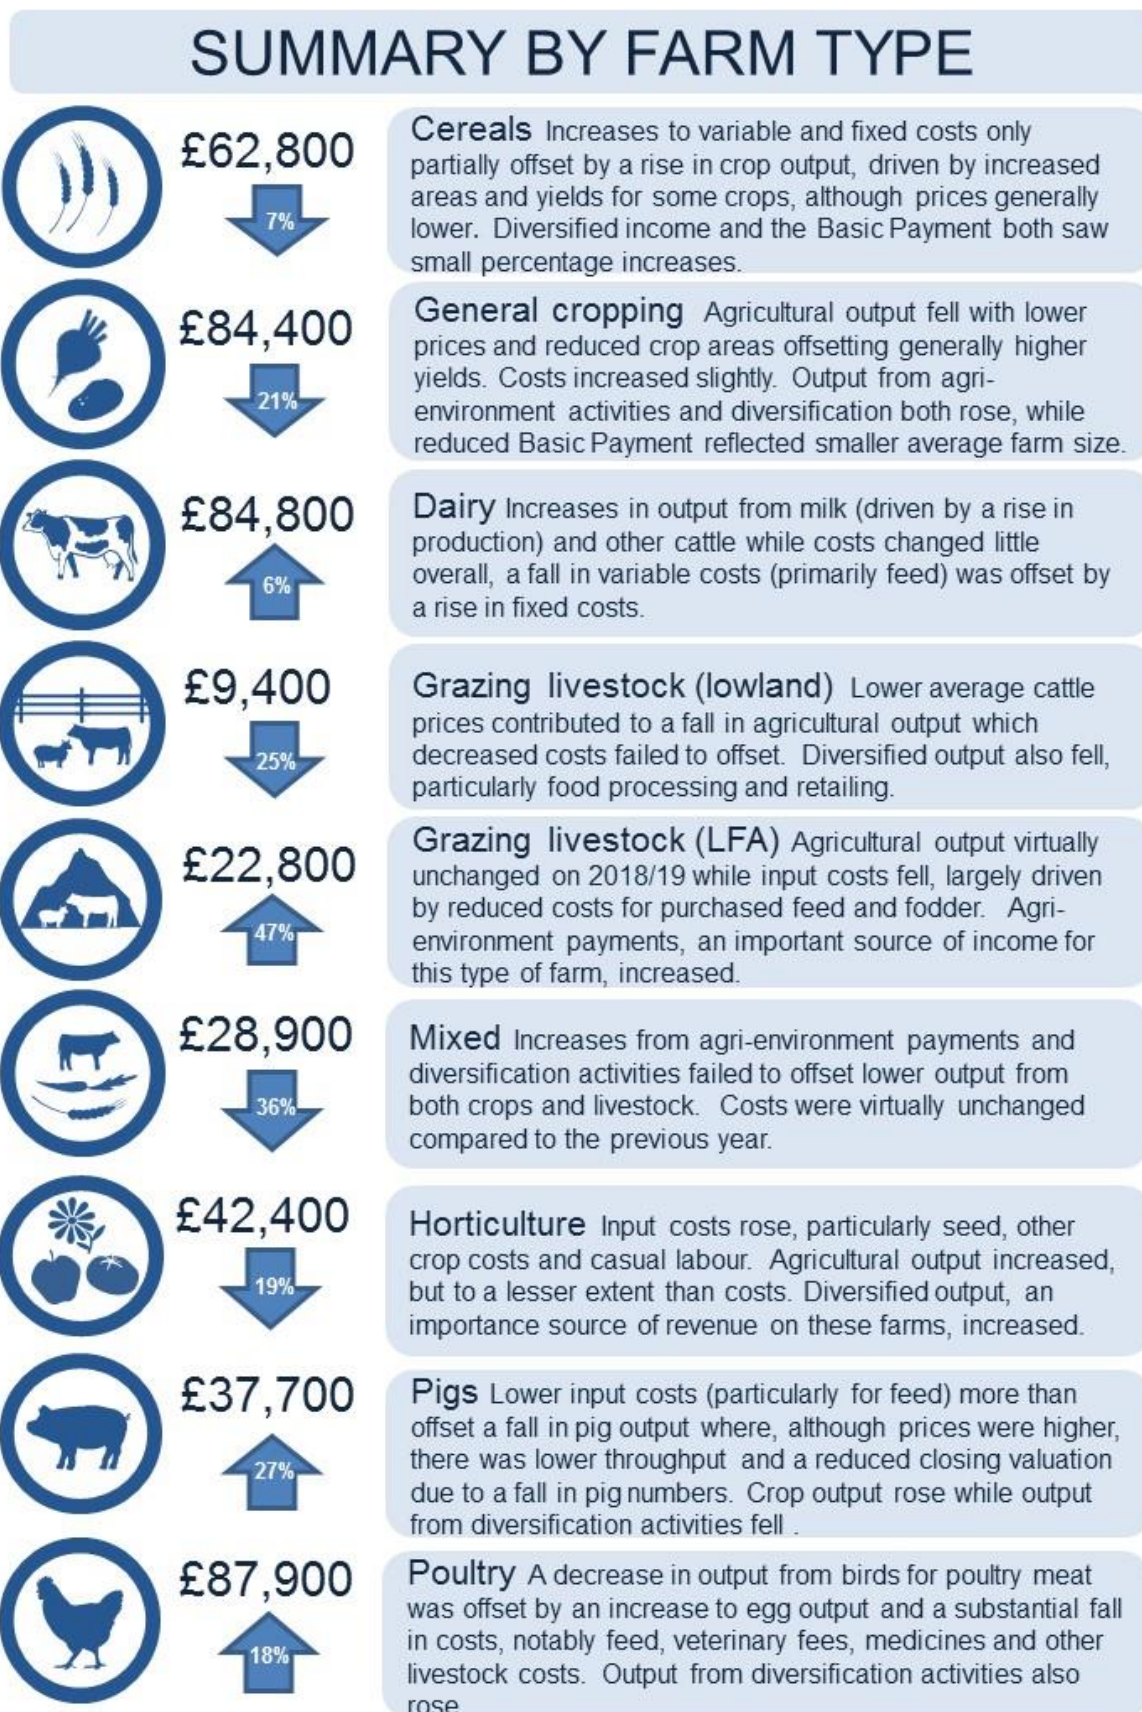 SUMMARY BY FARM TYPE
£62,800
7%
Cereals Increases to variable and fixed costs only
partially offset by a rise in crop output, driven by increased
areas and yields for some crops, although prices generally
lower. Diversified income and the Basic Payment both saw
small percentage increases.
£84,400
21%
General cropping Agricultural output fell with lower
prices and reduced crop areas offsetting generally higher
yields. Costs increased slightly. Output from agri-
environment activities and diversification both rose, while
reduced Basic Payment reflected smaller average farm size.
£84,800
6%
Dairy Increases in output from milk (driven by a rise in
production) and other cattle while costs changed little
overall, a fall in variable costs (primarily feed) was offset by
a rise in fixed costs.
£9,400
25%
Grazing livestock (lowland) Lower average cattle
prices contributed to a fall in agricultural output which
decreased costs failed to offset. Diversified output also fell,
particularly food processing and retailing.
£22,800
47%
Grazing livestock (LFA) Agricultural output virtually
unchanged on 2018/19 while input costs fell, largely driven
by reduced costs for purchased feed and fodder. Agri-
environment payments, an important source of income for
this type of farm, increased.
£28,900
36%
Mixed Increases from agri-environment payments and
diversification activities failed to offset lower output from
both crops and livestock. Costs were virtually unchanged
compared to the previous year.
£42,400
19%
Horticulture Input costs rose, particularly seed, other
crop costs and casual labour. Agricultural output increased,
but to a lesser extent than costs. Diversified output, an
importance source of revenue on these farms, increased.
£37,700
27%
Pigs Lower input costs (particularly for feed) more than
offset a fall in pig output where, although prices were higher,
there was lower throughput and a reduced closing valuation
due to a fall in pig numbers. Crop output rose while output
from diversification activities fell .
£87,900
18%
Poultry A decrease in output from birds for poultry meat
was offset by an increase to egg output and a substantial fall
in costs, notably feed, veterinary fees, medicines and other
livestock costs. Output from diversification activities also
rose